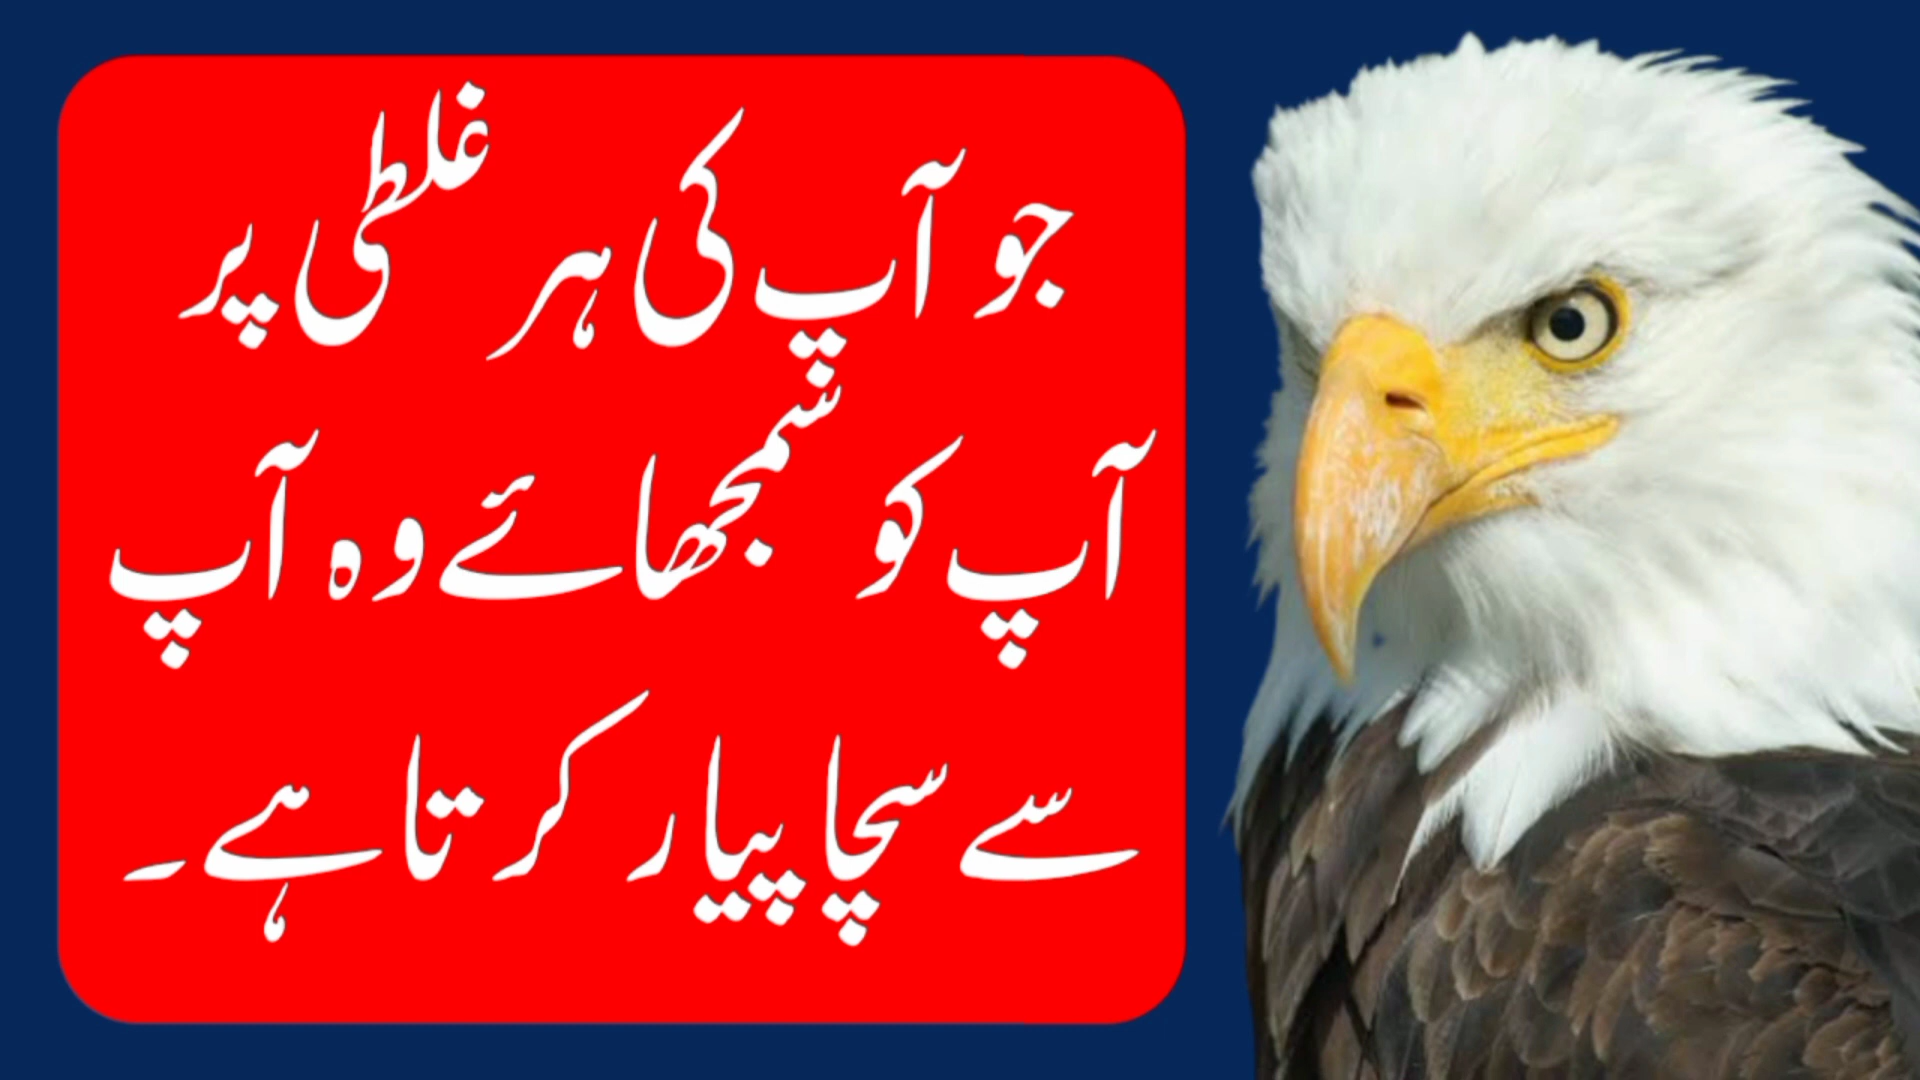 جو آپ کی ہر غلطی پر
آپ کو سمجھائے وہ آپ
سے سچا پیار کرتا ہے۔